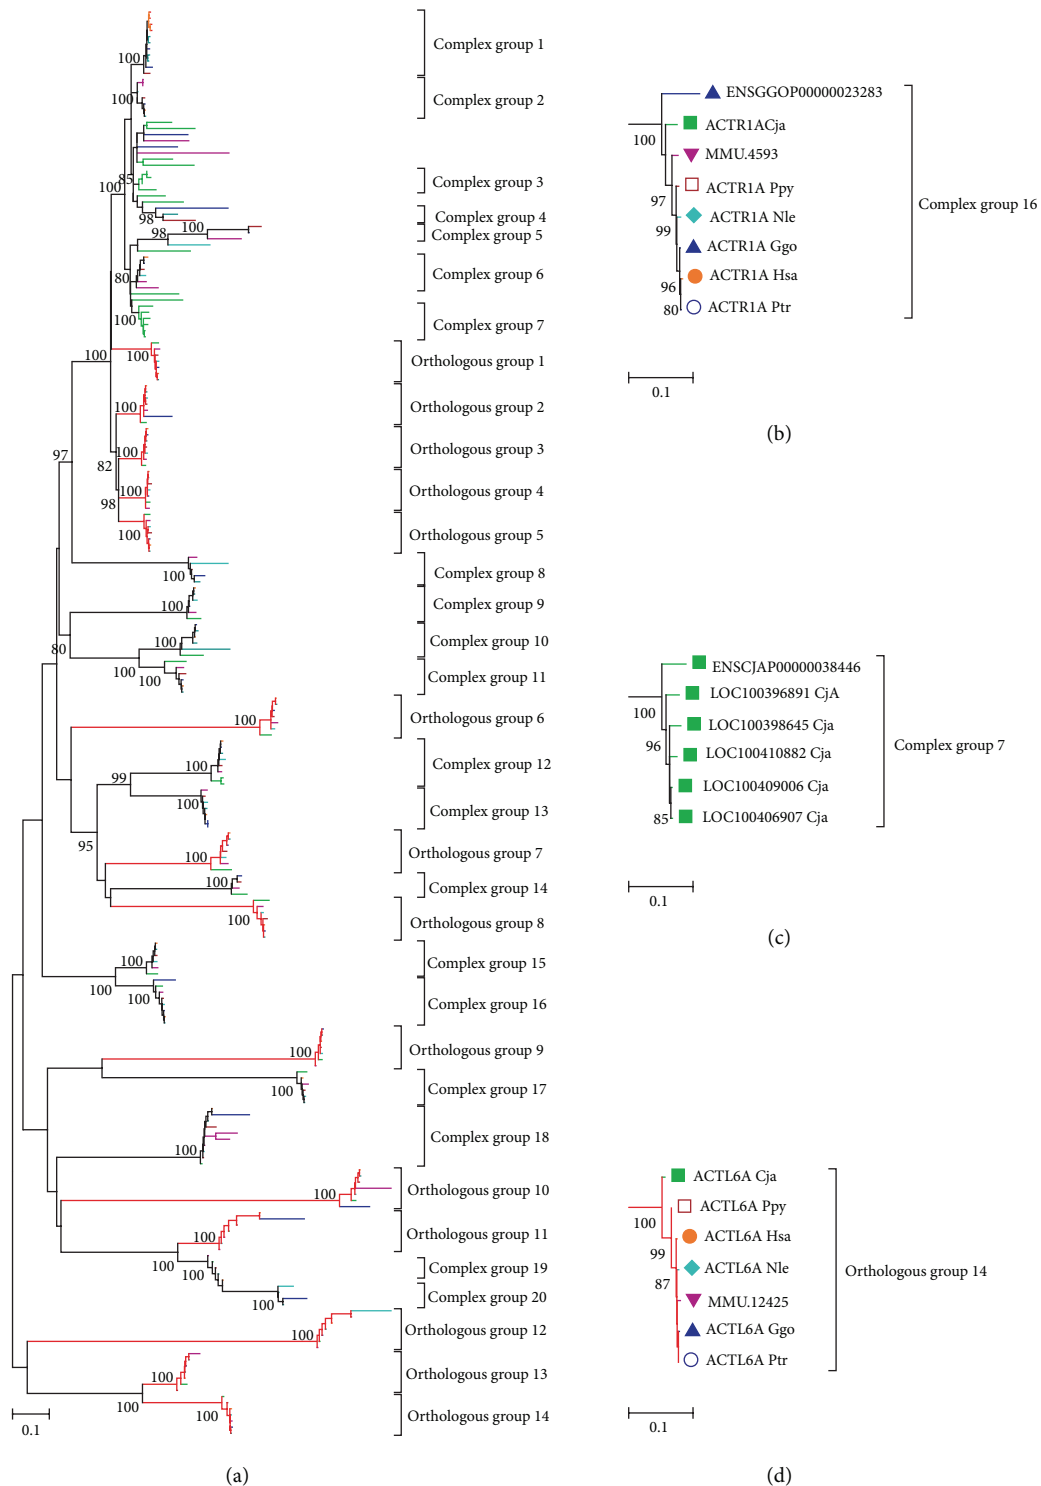 100
Complex group 1
100
Complex group 2
85
100
Complex group 3
98
Complex group 4
100
98
Complex group 5
80
Complex group 6
100
Complex group 7
100
100
Orthologous group 1
100
Orthologous group 2
97
82
100
Orthologous group 3
98
100
Orthologous group 4
100
Orthologous group 5
100
Complex group 8
100
Complex group 9
80
100
Complex group 10
100
100
Complex group 11
100
Orthologous group 6
99
100
Complex group 12
100
Complex group 13
95
100
Orthologous group 7
100
Complex group 14
100
Orthologous group 8
100
Complex group 15
100
100
Complex group 16
100
Orthologous group 9
100
Complex group 17
100
Complex group 18
100
Orthologous group 10
100
Orthologous group 11
100
100
Complex group 19
100
Complex group 20
100
Orthologous group 12
100
Orthologous group 13
100
100
Orthologous group 14
0.1
(a)
ENSGGOP00000023283
100
ACTR1ACja
MMU.4593
97
ACTR1A Ppy
99
ACTR1A Nle
ACTR1A Ggo
96
ACTR1A Hsa
80
ACTR1A Ptr
Complex group 16
0.1
(b)
ENSCJAP00000038446
100
LOC100396891 CjA
96
LOC100398645 Cja
LOC100410882 Cja
LOC100409006 Cja
85
LOC100406907 Cja
Complex group 7
0.1
(c)
ACTL6A Cja
100
ACTL6A Ppy
99
ACTL6A Hsa
87
ACTL6A Nle
MMU.12425
ACTL6A Ggo
ACTL6A Ptr
Orthologous group 14
0.1
(d)